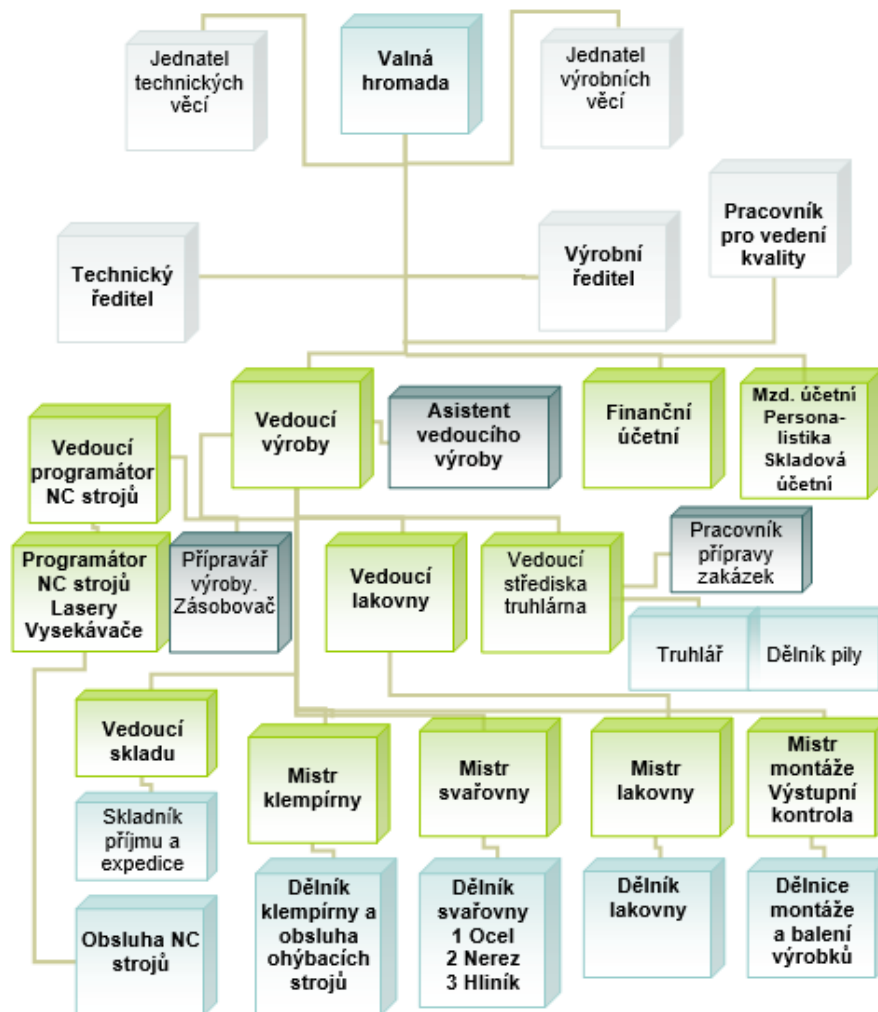 Jednatel
technických
věcí
Valná
hromada
Jednatel
výrobních
věcí
Technický
ředitel
Výrobní
ředitel
Pracovník
pro vedení
kvality
Vedoucí
programátor
NC strojů
Vedoucí
výroby
Asistent
vedoucího
výroby
Finanční
účetní
Mzd. účetní
Persona-
listika
Skladová
účetní
Programátor
NC strojů
Lasery
Vysekávače
Přípravář
výroby.
Zásobovač
Vedoucí
lakovny
Vedoucí
střediska
truhlárna
Pracovník
přípravy
zakázek
Truhlář
Dělník pily
Vedoucí
skladu
Mistr
klempírny
Mistr
svařovny
Mistr
lakovny
Mistr
montáže
Výstupní
kontrola
Skladník
příjmu a
expedice
Obsluha NC
strojů
Dělník
klempírny a
obsluha
ohýbacích
strojů
Dělník
svařovny
1 Ocel
2 Nerez
3 Hliník
Dělník
lakovny
Dělnice
montáže
a balení
výrobků